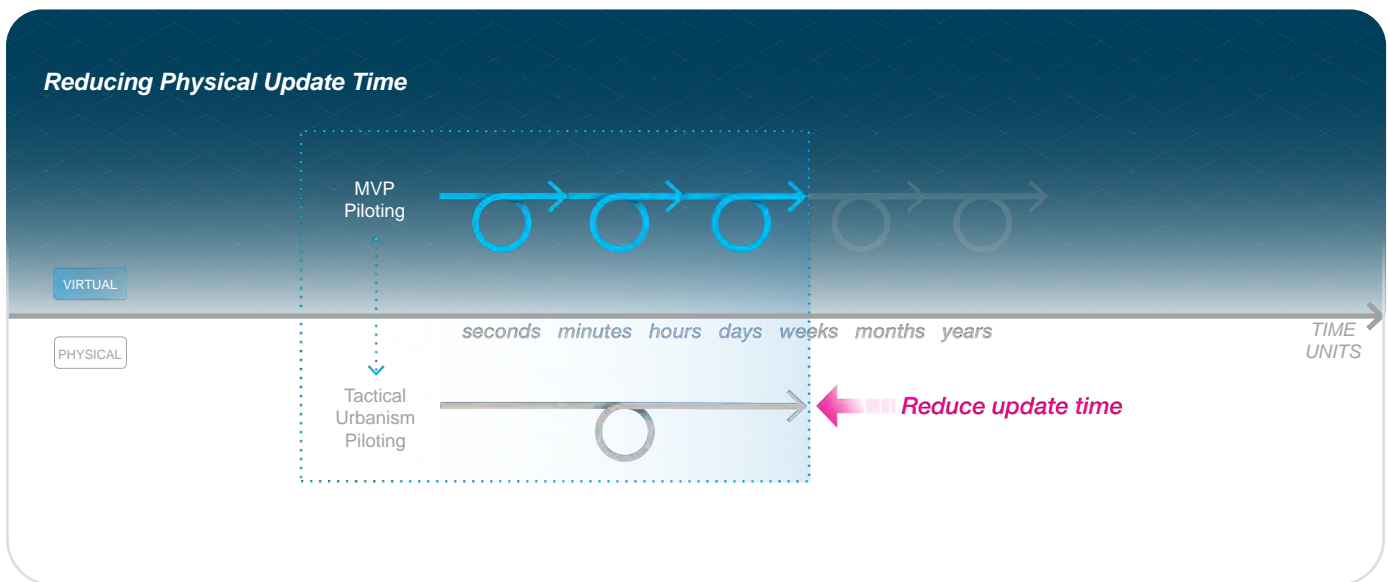 Reducing Physical Update Time
MVP
Piloting
VIRTUAL
seconds minutes hours days weeks months years
TIME
UNITS
PHYSICAL
Tactical
Urbanism
Piloting
Reduce update time